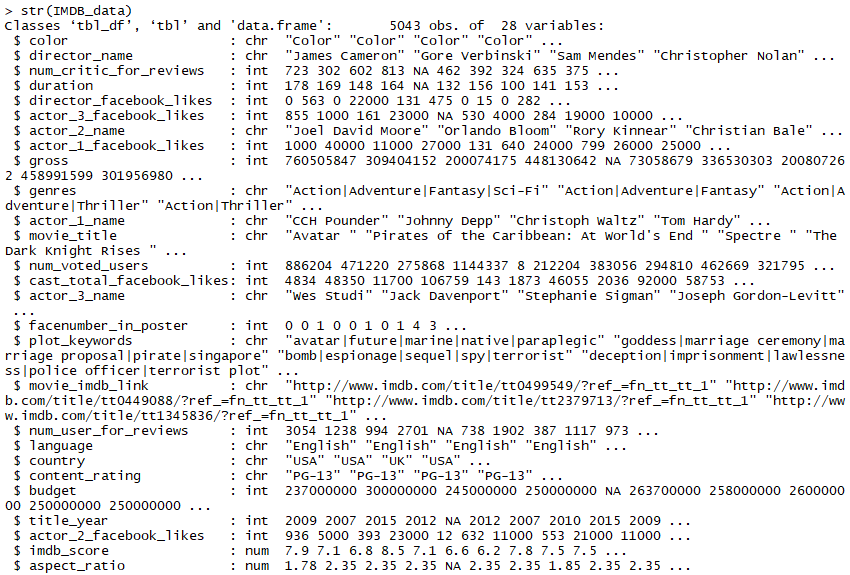 > str(IMDB_data)
Classes ‘tbl_df’, ‘tbl’ and 'data.frame':	5043 obs. of  28 variables:
 $ color                    : chr  "Color" "Color" "Color" "Color" ...
 $ director_name            : chr  "James Cameron" "Gore Verbinski" "Sam Mendes" "Christopher Nolan" ...
 $ num_critic_for_reviews   : int  723 302 602 813 NA 462 392 324 635 375 ...
 $ duration                 : int  178 169 148 164 NA 132 156 100 141 153 ...
 $ director_facebook_likes  : int  0 563 0 22000 131 475 0 15 0 282 ...
 $ actor_3_facebook_likes   : int  855 1000 161 23000 NA 530 4000 284 19000 10000 ...
 $ actor_2_name             : chr  "Joel David Moore" "Orlando Bloom" "Rory Kinnear" "Christian Bale" ...
 $ actor_1_facebook_likes   : int  1000 40000 11000 27000 131 640 24000 799 26000 25000 ...
 $ gross                    : int  760505847 309404152 200074175 448130642 NA 73058679 336530303 20080726
2 458991599 301956980 ...
 $ genres                   : chr  "Action|Adventure|Fantasy|Sci-Fi" "Action|Adventure|Fantasy" "Action|A
dventure|Thriller" "Action|Thriller" ...
 $ actor_1_name             : chr  "CCH Pounder" "Johnny Depp" "Christoph Waltz" "Tom Hardy" ...
 $ movie_title              : chr  "Avatar " "Pirates of the Caribbean: At World's End " "Spectre " "The
Dark Knight Rises " ...
 $ num_voted_users          : int  886204 471220 275868 1144337 8 212204 383056 294810 462669 321795 ...
 $ cast_total_facebook_likes: int  4834 48350 11700 106759 143 1873 46055 2036 92000 58753 ...
 $ actor_3_name             : chr  "Wes Studi" "Jack Davenport" "Stephanie Sigman" "Joseph Gordon-Levitt"
...
 $ facenumber_in_poster     : int  0 0 1 0 0 1 0 1 4 3 ...
 $ plot_keywords            : chr  "avatar|future|marine|native|paraplegic" "goddess|marriage ceremony|ma
rriage proposal|pirate|singapore" "bomb|espionage|sequel|spy|terrorist" "deception|imprisonment|lawlessne
ss|police officer|terrorist plot" ...
 $ movie_imdb_link          : chr  "http://www.imdb.com/title/tt0499549/?ref_=fn_tt_tt_1" "http://www.imd
b.com/title/tt0449088/?ref_=fn_tt_tt_1" "http://www.imdb.com/title/tt2379713/?ref_=fn_tt_tt_1" "http://ww
w.imdb.com/title/tt1345836/?ref_=fn_tt_tt_1" ...
 $ num_user_for_reviews     : int  3054 1238 994 2701 NA 738 1902 387 1117 973 ...
 $ language                 : chr  "English" "English" "English" "English" ...
 $ country                  : chr  "USA" "USA" "UK" "USA" ...
 $ content_rating           : chr  "PG-13" "PG-13" "PG-13" "PG-13" ...
 $ budget                   : int  237000000 300000000 245000000 250000000 NA 263700000 258000000 2600000
00 250000000 250000000 ...
 $ title_year               : int  2009 2007 2015 2012 NA 2012 2007 2010 2015 2009 ...
 $ actor_2_facebook_likes   : int  936 5000 393 23000 12 632 11000 553 21000 11000 ...
 $ imdb_score               : num  7.9 7.1 6.8 8.5 7.1 6.6 6.2 7.8 7.5 7.5 ...
 $ aspect_ratio             : num  1.78 2.35 2.35 2.35 NA 2.35 2.35 1.85 2.35 2.35 ...